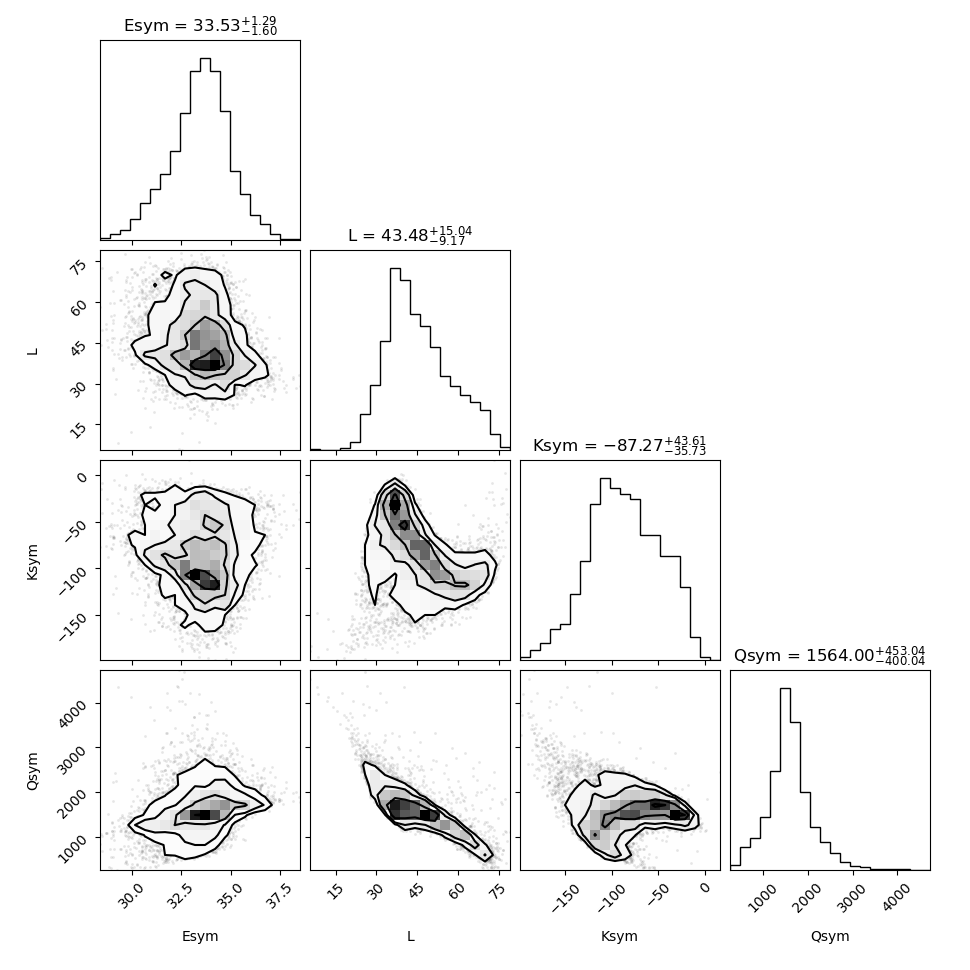 Esym = 33.53$^{+1.29}_{-1.60}$
L = 43.48$^{+15.04}_{-9.17}$
75
60
45
30
15
L
Ksym = −87.27$^{+43.61}_{-35.73}$
0
−50
−100
−150
Ksym
Qsym = 1564.00$^{+453.04}_{-400.04}$
4000
3000
2000
1000
Qsym
30.0 32.5 35.0 37.5 15 30 45 60 75 −150 −100 −50 0 1000 2000 3000 4000
Esym L Ksym Qsym